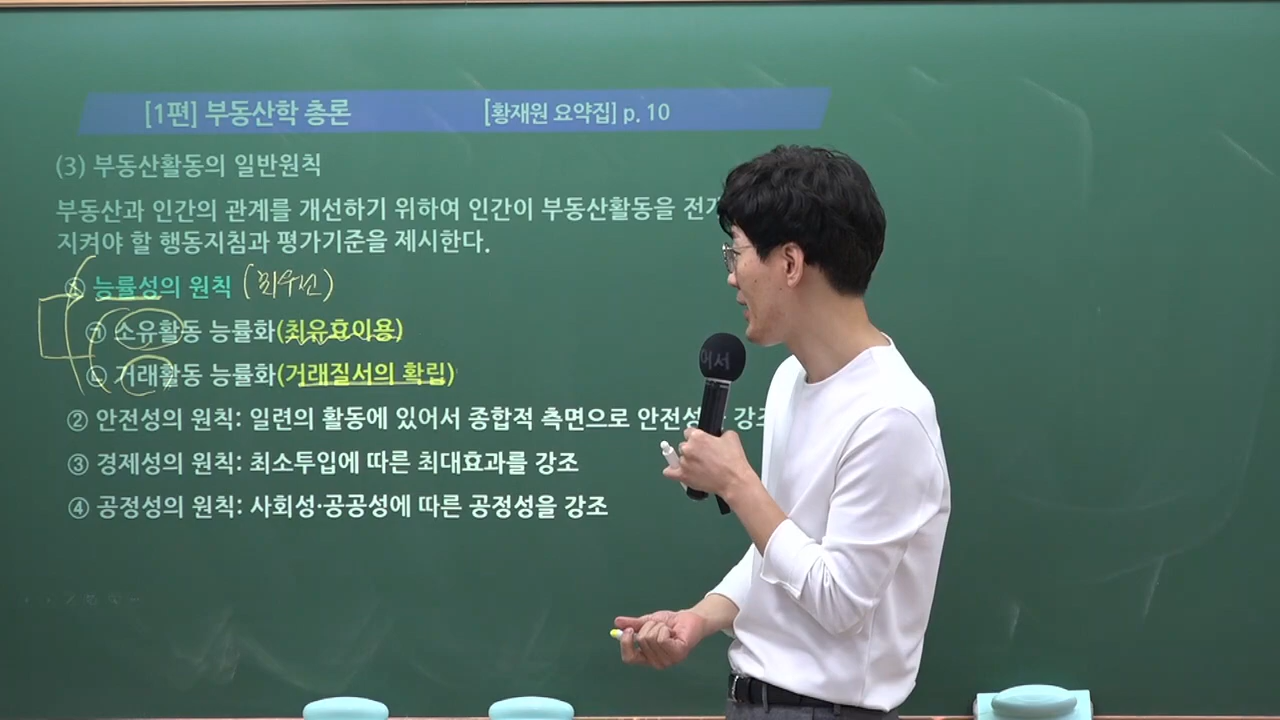 [1편] 부동산학 총론 [황재원 요약집] p. 10
(3) 부동산활동의 일반원칙
부동산과 인간의 관계를 개선하기 위하여 인간이 부동산활동을 전개
지켜야 할 행동지침과 평가기준을 제시한다.
① 능률성의 원칙 (최우선)
㉠ 소유활동 능률화(최유효이용)
㉡ 거래활동 능률화(거래질서의 확립)
② 안전성의 원칙: 일련의 활동에 있어서 종합적 측면으로 안전성 강조
③ 경제성의 원칙: 최소투입에 따른 최대효과를 강조
④ 공정성의 원칙: 사회성·공공성에 따른 공정성을 강조
어서